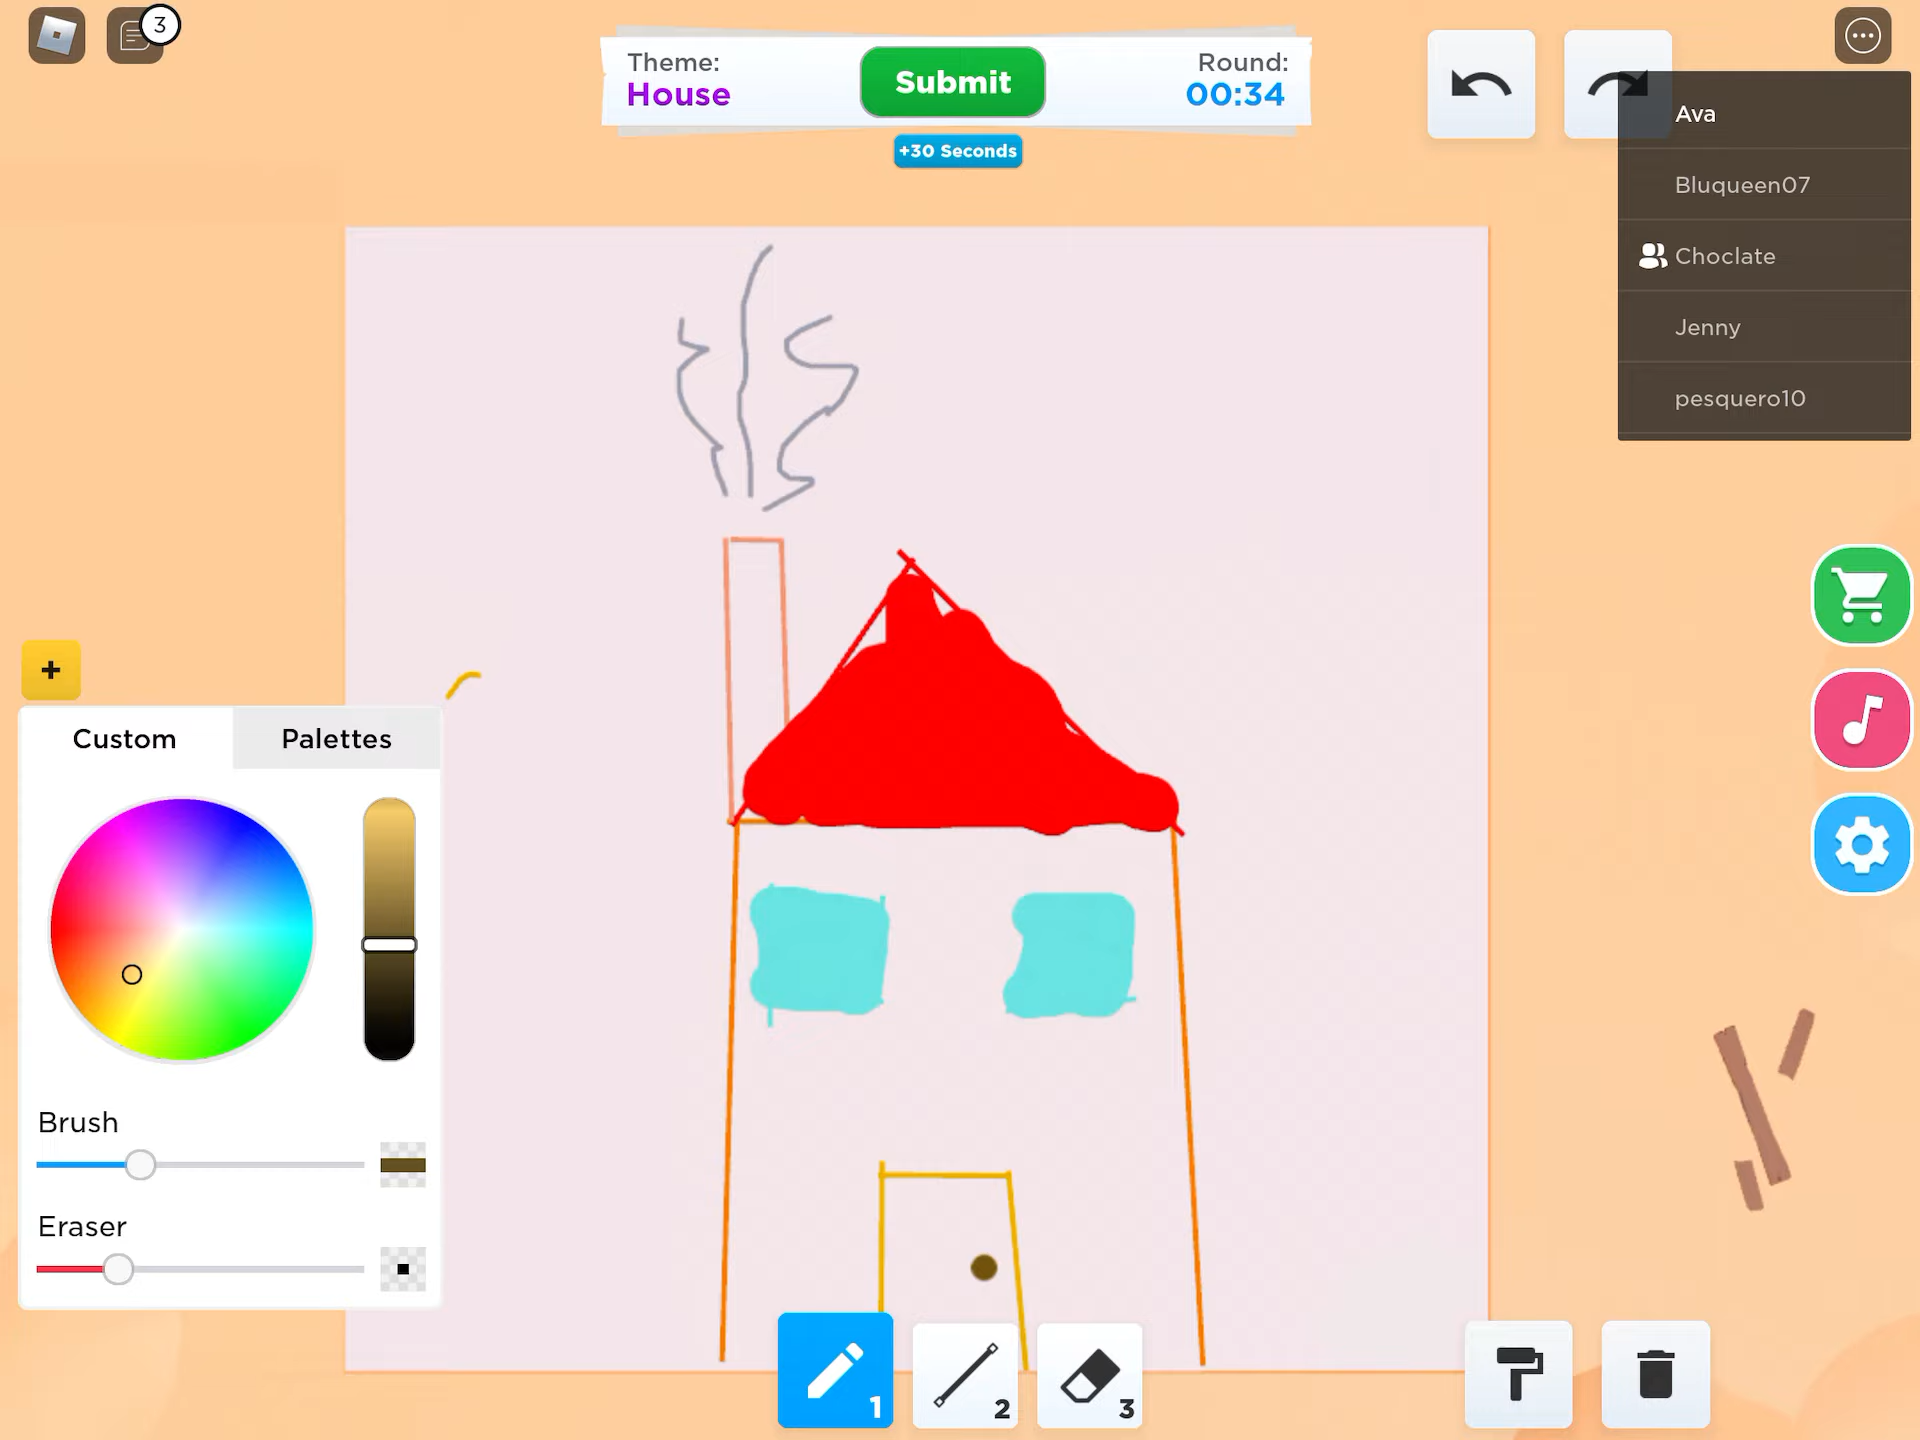 3
Theme:
House
Submit
Round:
00:34
+30 Seconds
Ava
Bluqueen07
Choclate
Jenny
pesquero10
+
Custom
Palettes
Brush
Eraser
1
2
3